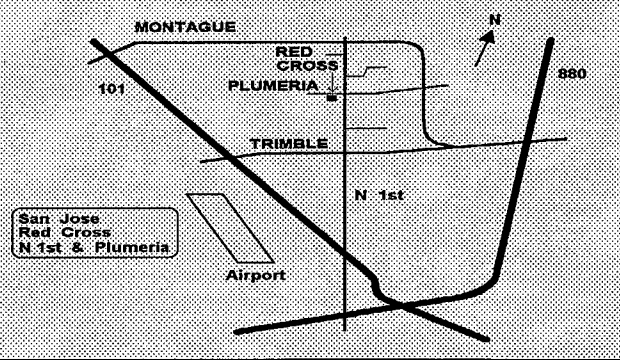 MONTAGUE
N
RED
CROSS
101
PLUMERIA
880
TRIMBLE
N 1st
San Jose
Red Cross
N 1st & Plumeria
Airport